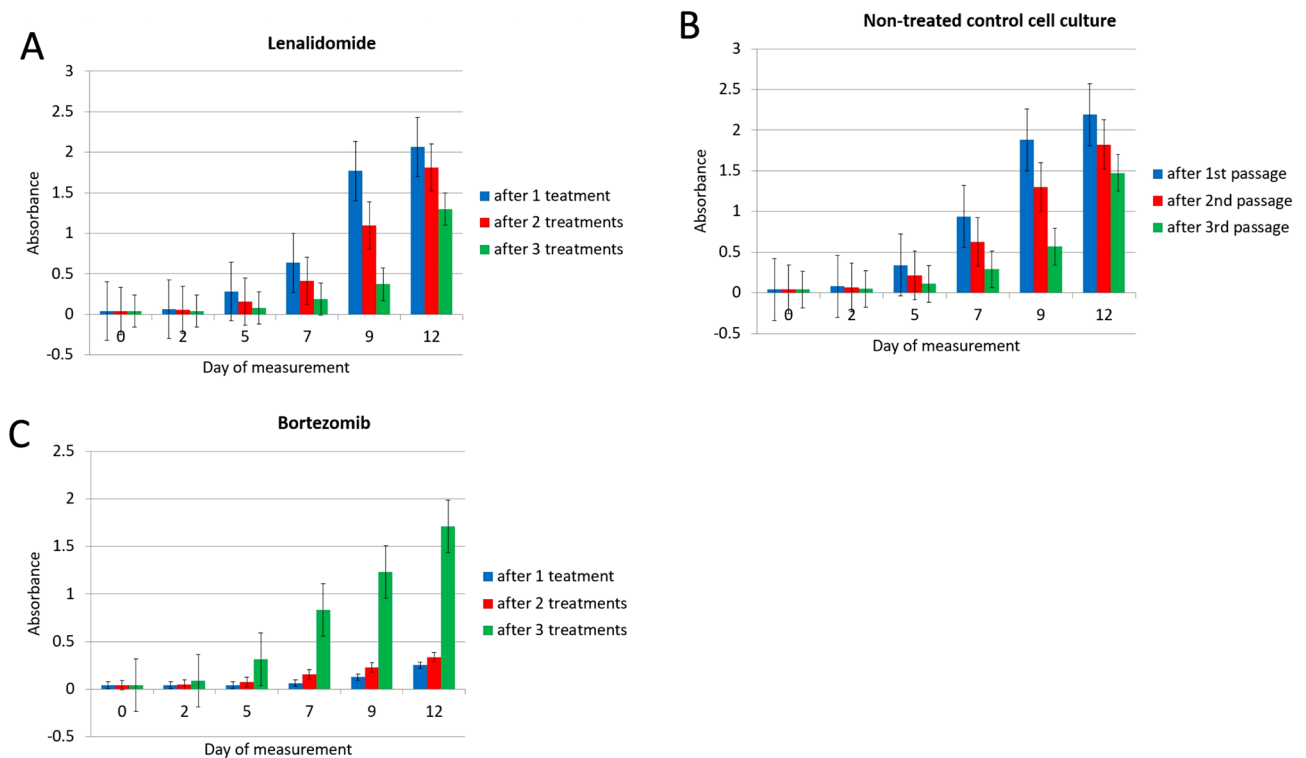 A
Lenalidomide
3
2.5
2
1.5
1
0.5
0
-0.5
Absorbance
0 2 5 7 9 12
Day of measurement
after 1 teatment
after 2 treatments
after 3 treatments
B
Non-treated control cell culture
3
2.5
2
1.5
1
0.5
0
-0.5
Absorbance
0 2 5 7 9 12
Day of measurement
after 1st passage
after 2nd passage
after 3rd passage
C
Bortezomib
2.5
2
1.5
1
0.5
0
-0.5
Absorbance
0 2 5 7 9 12
Day of measurement
after 1 teatment
after 2 treatments
after 3 treatments